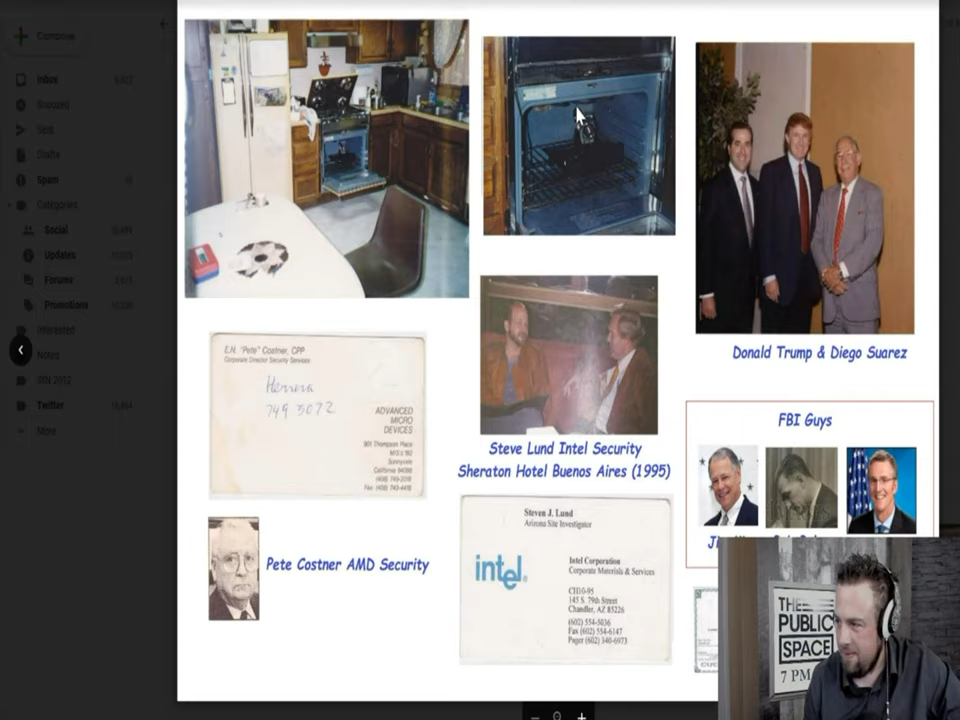 Compose
Inbox
Snoozed
Sent
Drafts
Spam
Categories
Social
Updates
Forums
Promotions
Interested
Notes
Twitter
More
Donald Trump & Diego Suarez
E.N. "Pete" Costner, CPP
Corporate Director Security Services
Herrera
749 5072
ADVANCED
MICRO
DEVICES
901 Thompson Place
Sunnyvale
California 94088
Steve Lund Intel Security
Sheraton Hotel Buenos Aires (1995)
FBI Guys
Pete Costner AMD Security
Steven J. Lund
Arizona Site Investigator
intel
Intel Corporation
Corporate Materials & Services
CH10-95
145 S. 79th Street
Chandler, AZ 85226
(602) 554-5036
Fax (602) 554-6147
Pager (602) 340-6973
THE
PUBLIC
SPACE
7 PM